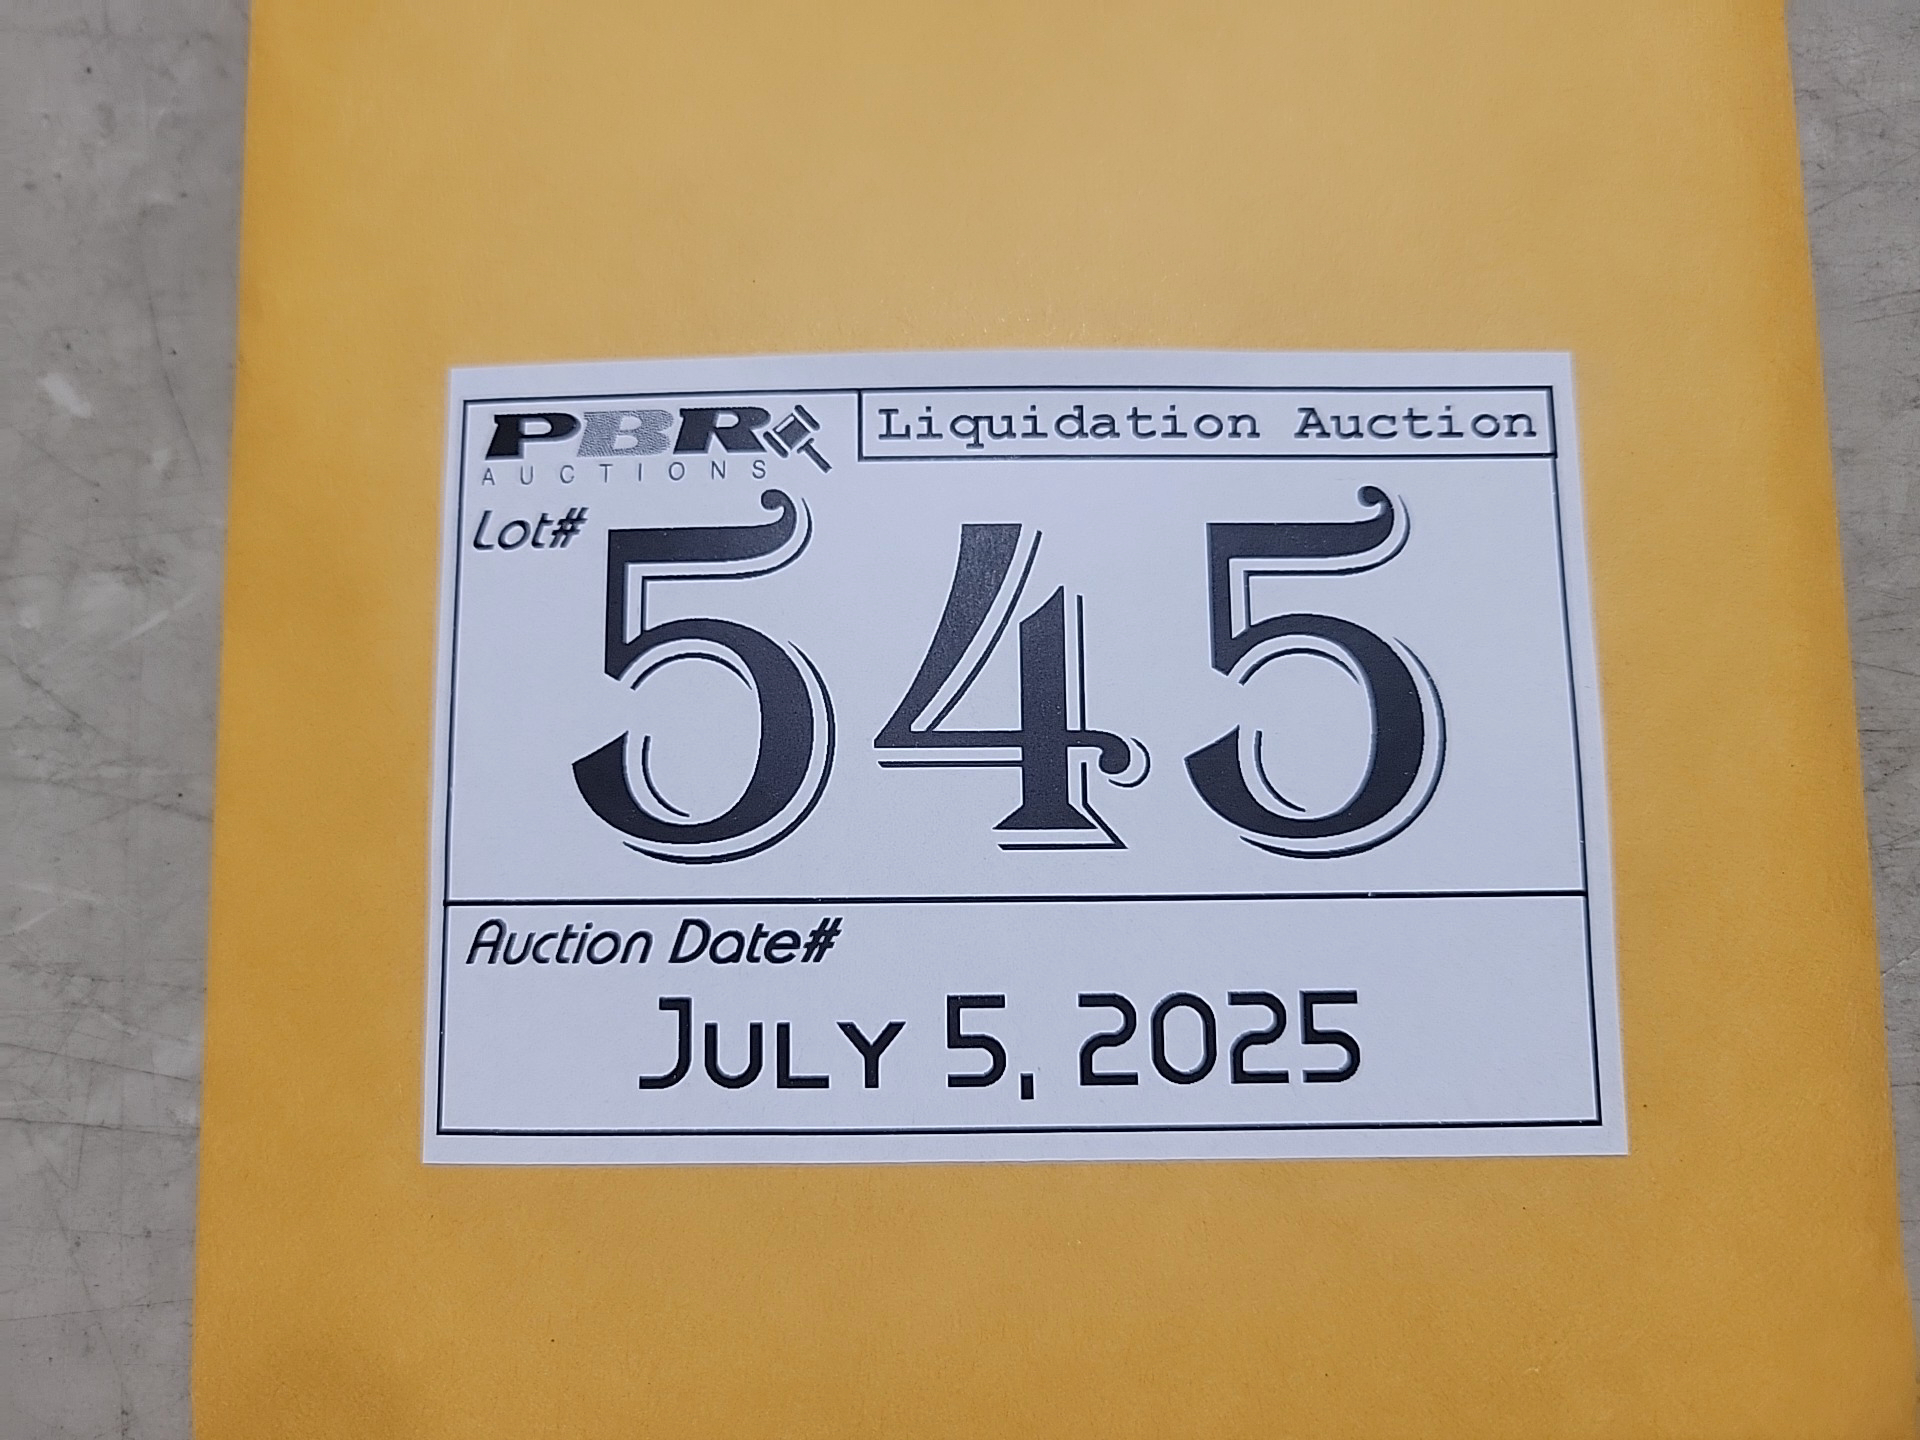 PBR
AUCTIONS
Liquidation Auction
Lot#
545
Auction Date#
July 5, 2025